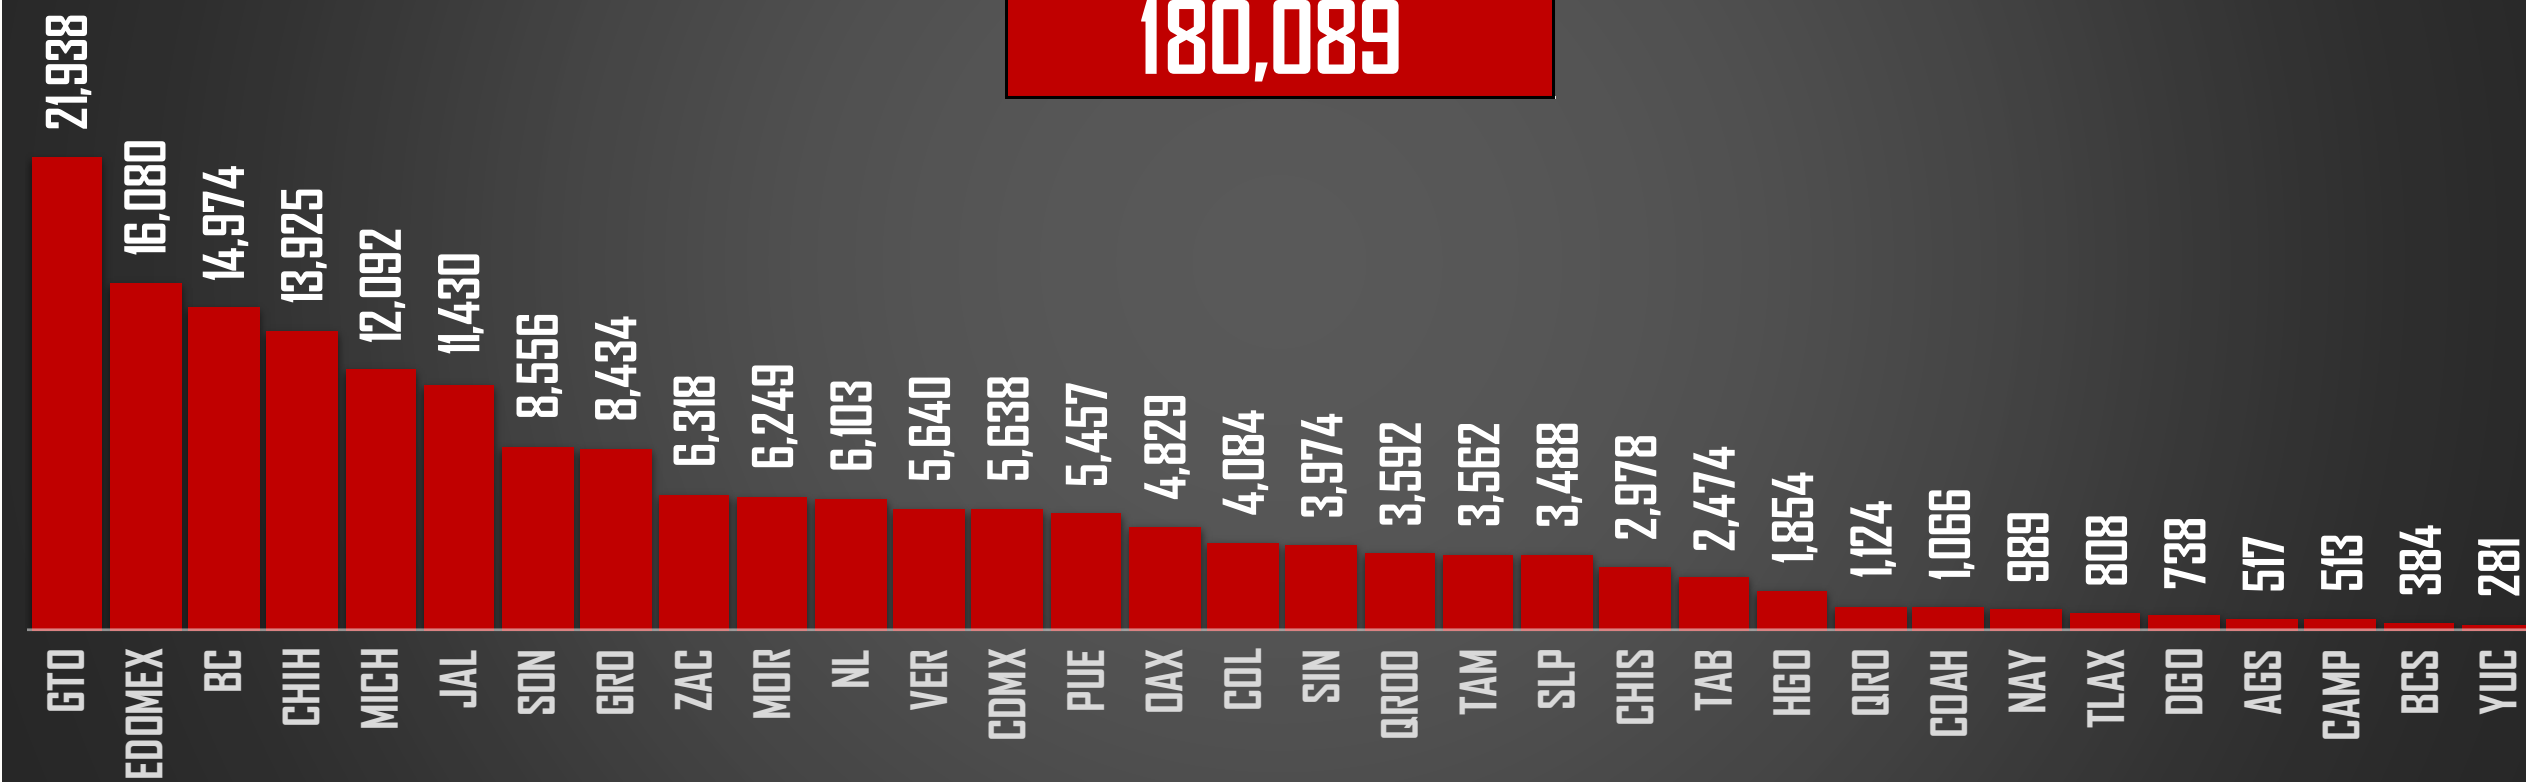 180,089
21,938
16,080
14,974
13,925
12,092
11,430
8,556
8,434
6,318
6,249
6,103
5,640
5,638
5,457
4,829
4,084
3,974
3,592
3,562
3,488
2,978
2,474
1,854
1,124
1,066
989
808
738
517
513
384
281
GTO
EDOMEX
BC
CHIH
MICH
JAL
SON
GRO
ZAC
MOR
NL
VER
CDMX
PUE
OAX
COL
SIN
QROO
TAM
SLP
CHIS
TAB
HGO
QRO
COAH
NAY
TLAX
DGO
AGS
CAMP
BCS
YUC